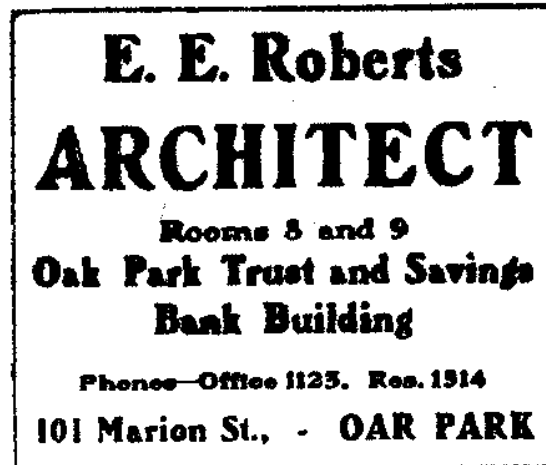 E. E. Roberts
ARCHITECT
Rooms 8 and 9
Oak Park Trust and Savings
Bank Building
Phones—Office 1123. Res. 1514
101 Marion St., - OAR PARK